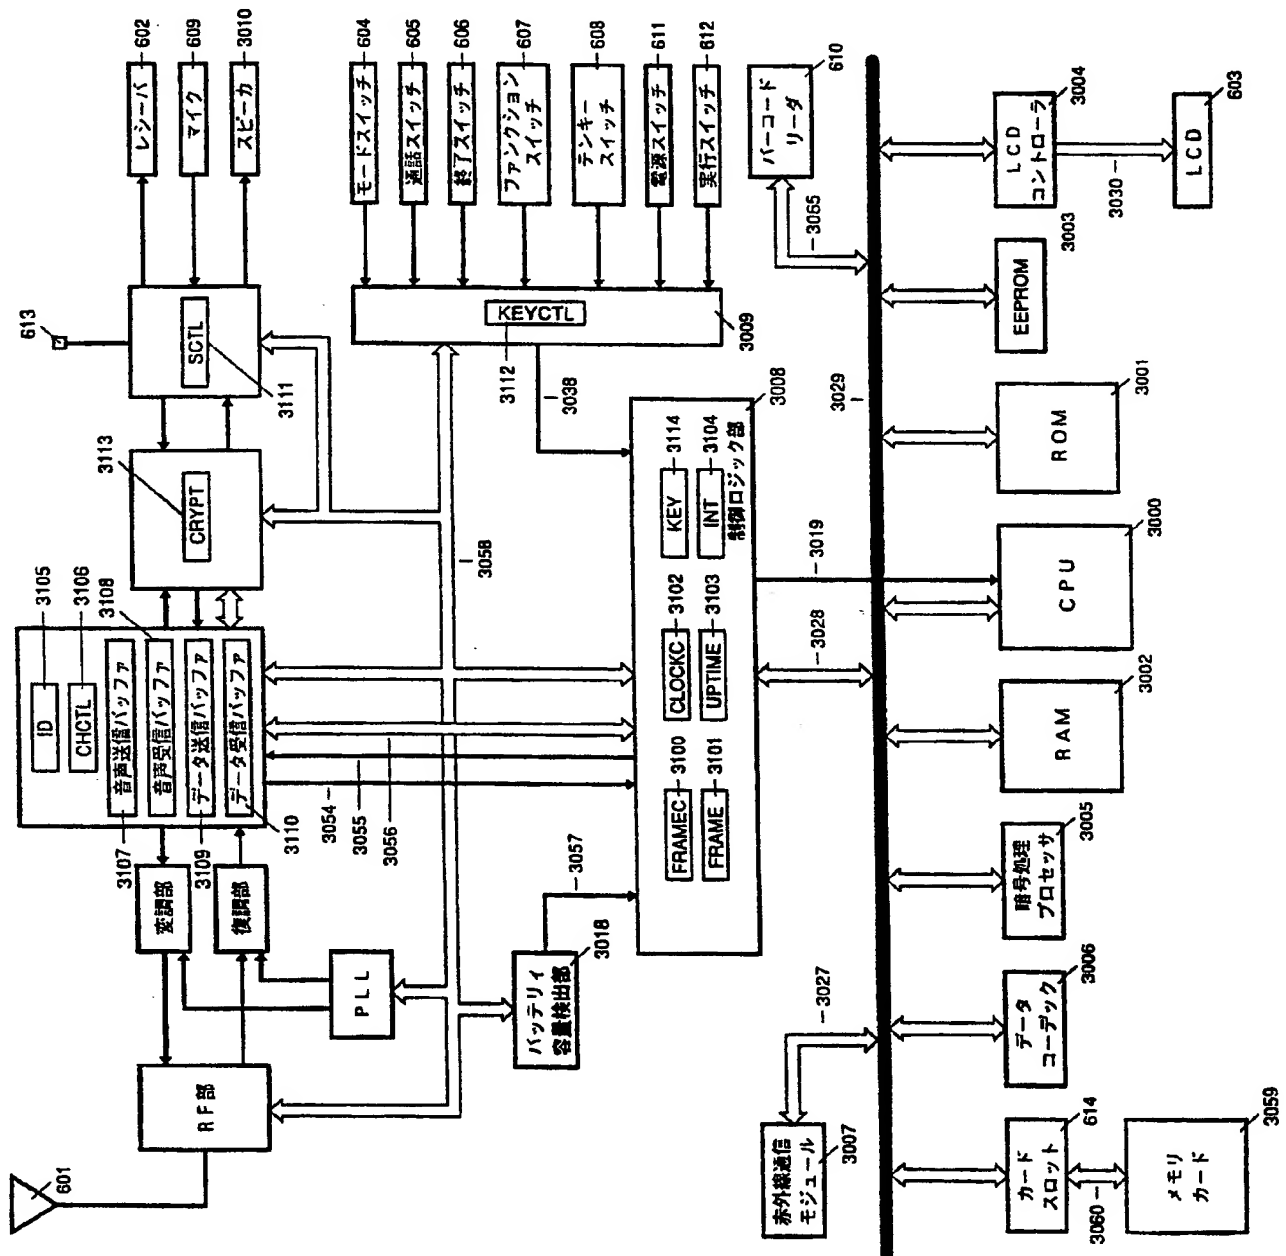 601
RF部
変調部
復調部
PLL
3105
ID
3106
CHCTL
3107
音声送信バッファ
3108
音声受信バッファ
3109
データ送信バッファ
3110
データ受信バッファ
3113
CRYPT
613
SCTL
3111
レシーバ
602
マイク
609
スピーカ
3010
モードスイッチ
604
通話スイッチ
605
終了スイッチ
606
ファンクション
スイッチ
607
テンキー
スイッチ
608
電源スイッチ
611
実行スイッチ
612
KEYCTL
3112
3009
3038
3058
3054
3055
3056
3057
バッテリィ
容量検出部
3018
FRAMEC
3100
FRAME
3101
CLOCKC
3102
UPTIME
3103
KEY
3114
INT
3104
制御ロジック部
3008
3019
3028
3029
赤外線通信
モジュール
3007
3027
バーコード
リーダ
610
3065
カード
スロット
614
3060
メモリ
カード
3059
データ
コーデック
3006
暗号処理
プロセッサ
3005
RAM
3002
CPU
3000
ROM
3001
EEPROM
3003
LCD
コントローラ
3004
3030
LCD
603